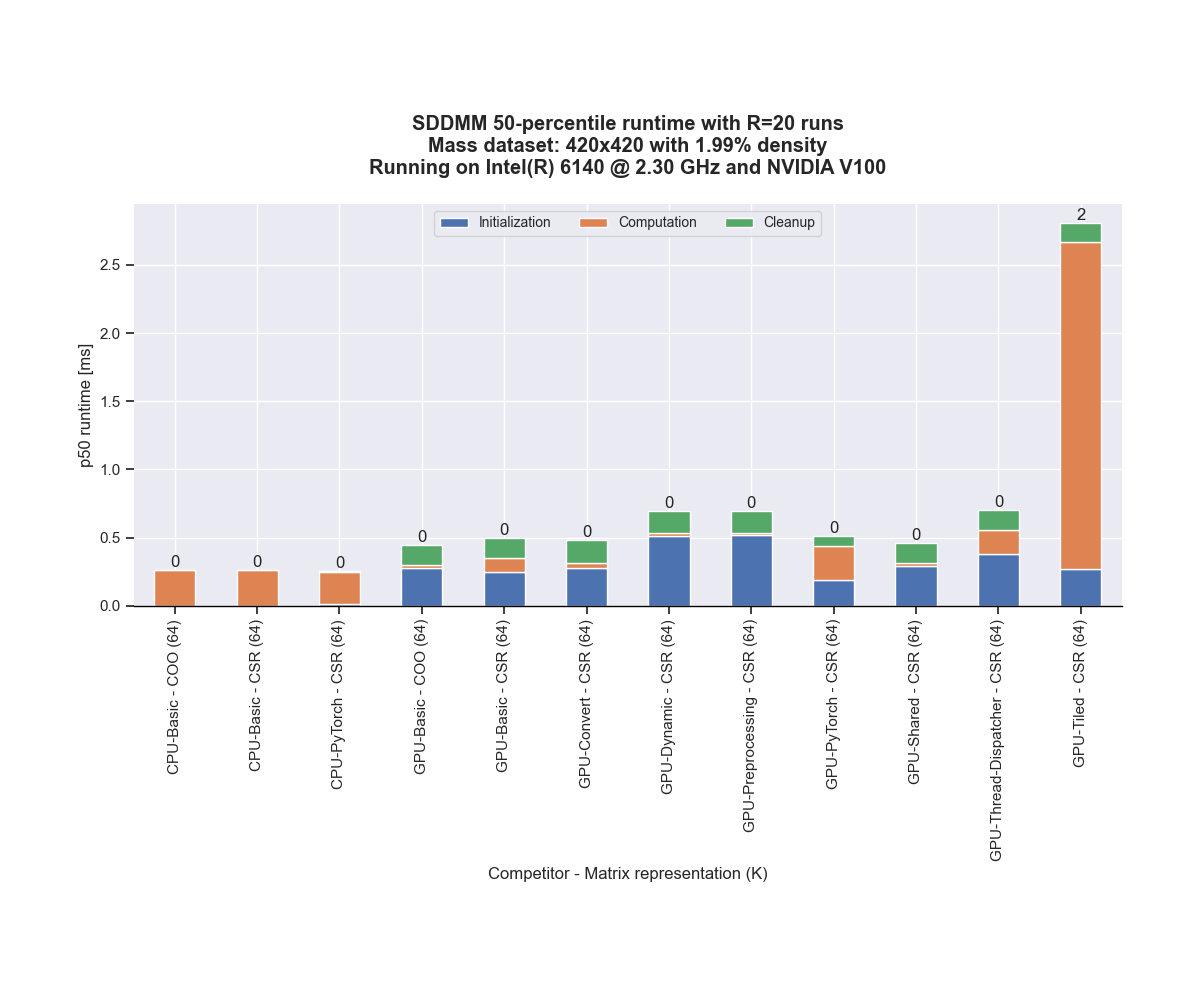 SDDMM 50-percentile runtime with R=20 runs
Mass dataset: 420x420 with 1.99% density
Running on Intel(R) 6140 @ 2.30 GHz and NVIDIA V100
Initialization Computation Cleanup
p50 runtime [ms]
2.5
2.0
1.5
1.0
0.5
0.0
0 0 0 0 0 0 0 0 0 0 0 2
CPU-Basic - COO (64)
CPU-Basic - CSR (64)
CPU-PyTorch - CSR (64)
GPU-Basic - COO (64)
GPU-Basic - CSR (64)
GPU-Convert - CSR (64)
GPU-Dynamic - CSR (64)
GPU-Preprocessing - CSR (64)
GPU-PyTorch - CSR (64)
GPU-Shared - CSR (64)
GPU-Thread-Dispatcher - CSR (64)
GPU-Tiled - CSR (64)
Competitor - Matrix representation (K)